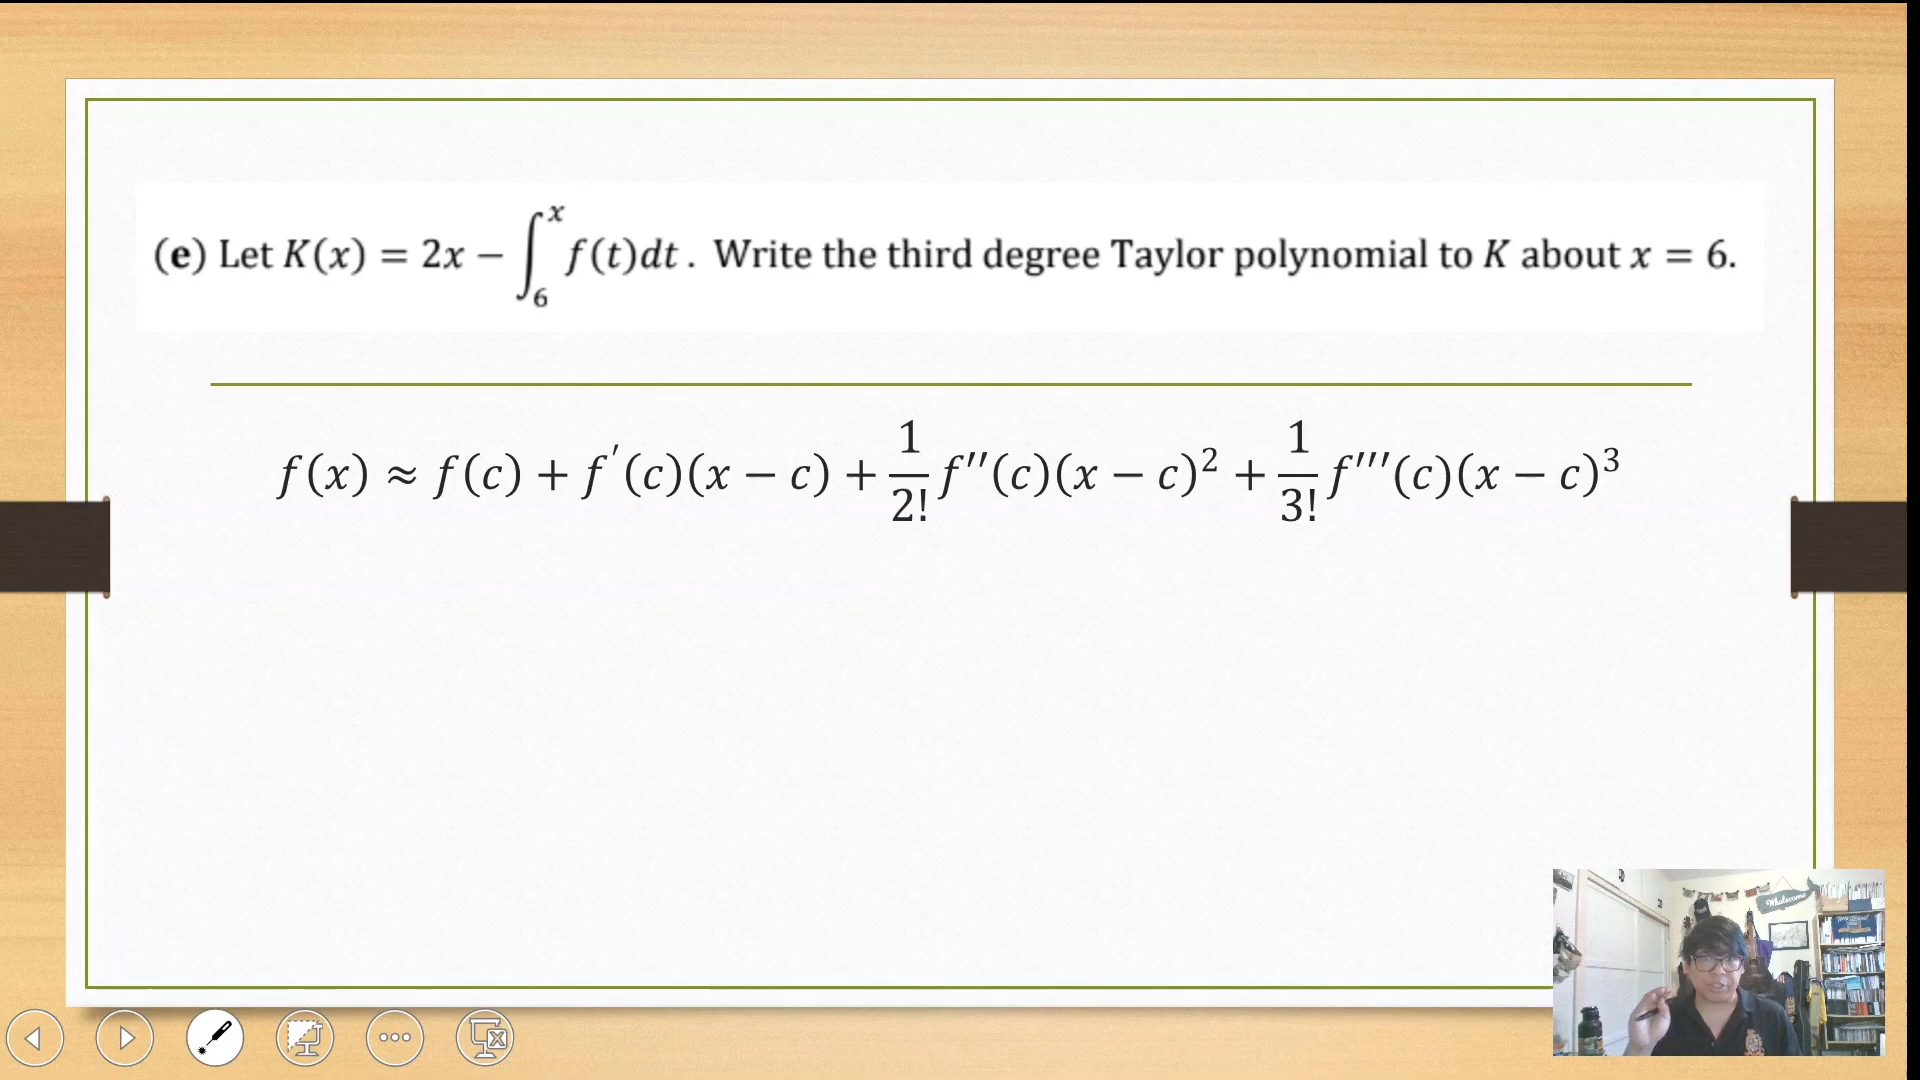 (e) Let K(x) = 2x − ∫₆ˣ f(t)dt . Write the third degree Taylor polynomial to K about x = 6.
f(x) ≈ f(c) + f′(c)(x − c) + 1/2! f′′(c)(x − c)² + 1/3! f′′′(c)(x − c)³
Whalecome